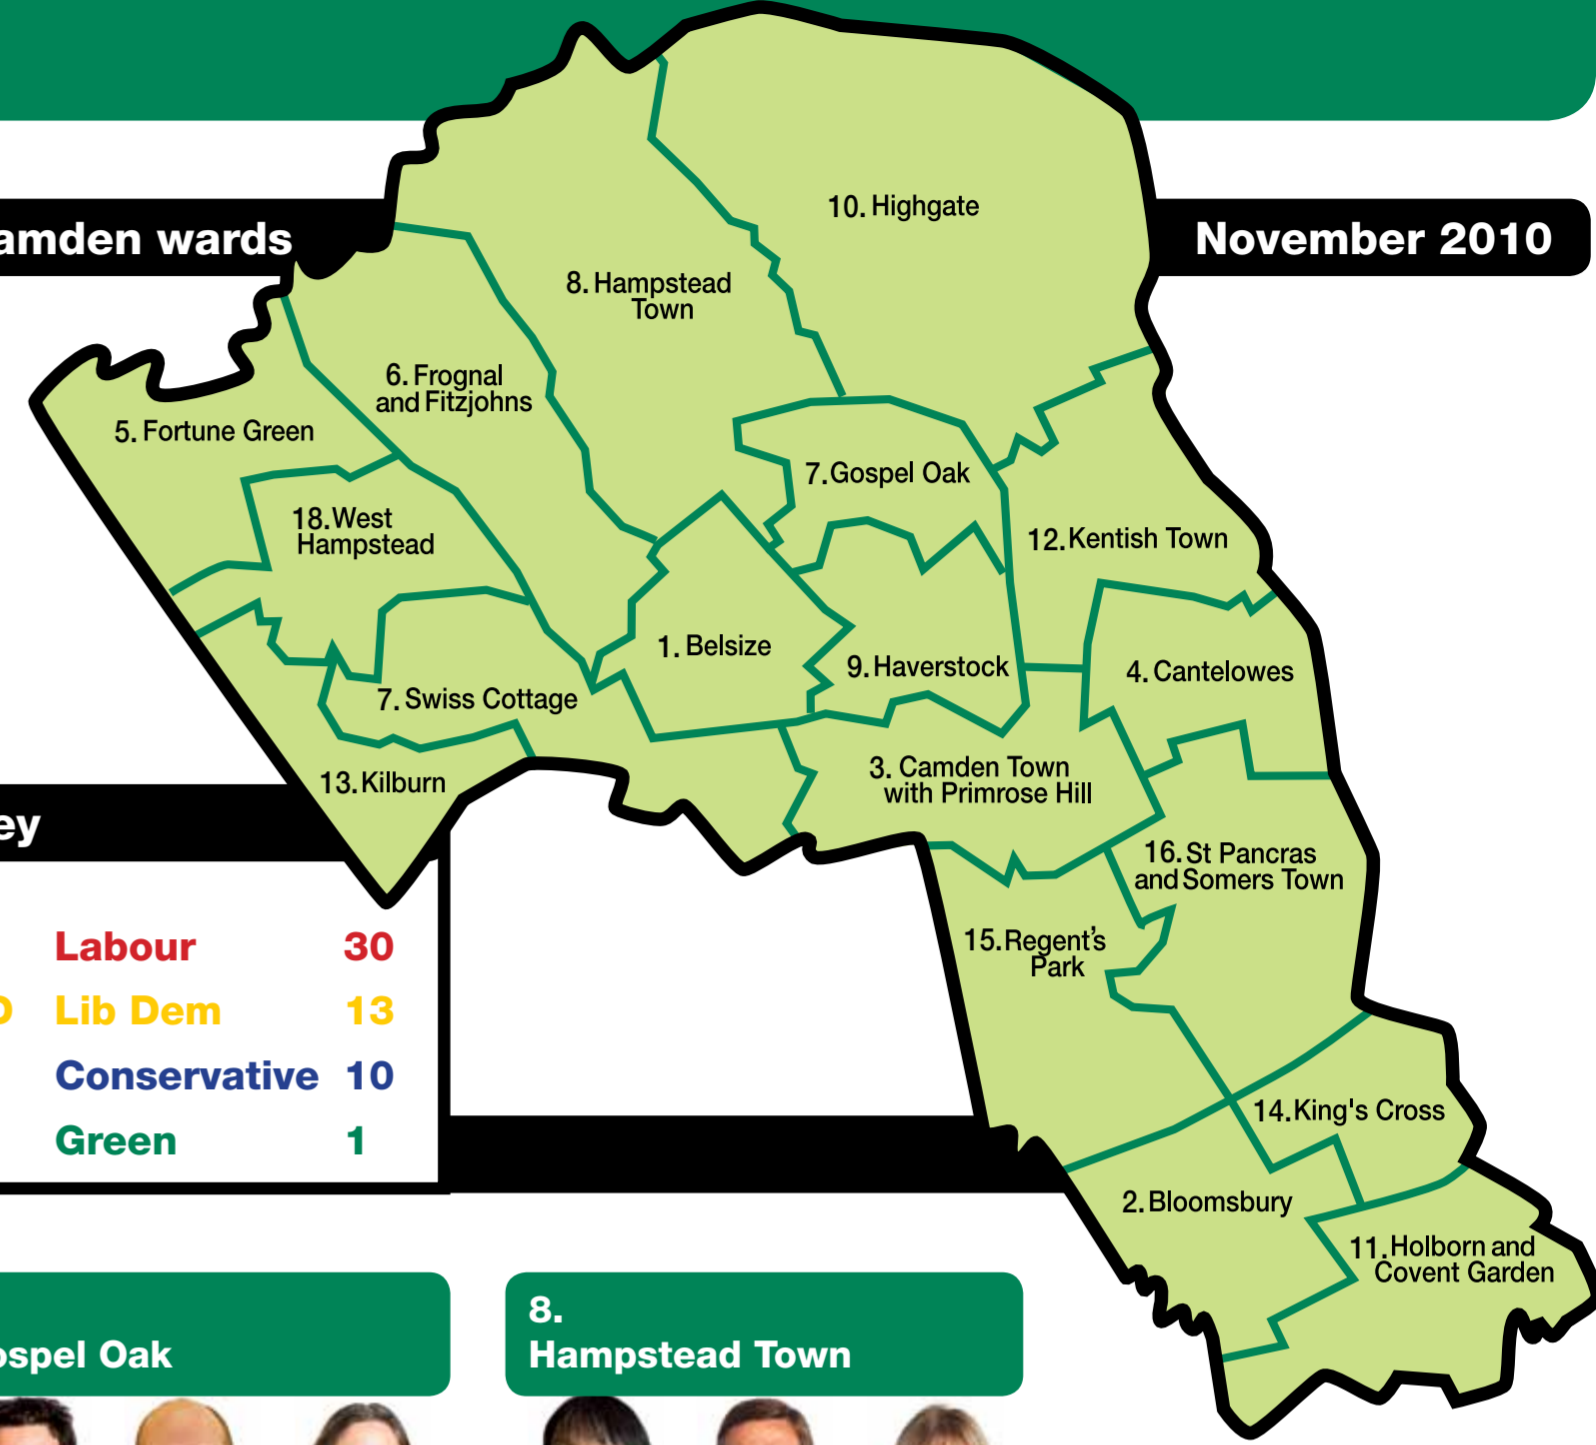 amden wards
November 2010
10. Highgate
8. Hampstead
Town
6. Frognal
and Fitzjohns
5. Fortune Green
7. Gospel Oak
18. West
Hampstead
12. Kentish Town
1. Belsize
9. Haverstock
4. Cantelowes
7. Swiss Cottage
3. Camden Town
with Primrose Hill
13. Kilburn
16. St Pancras
and Somers Town
15. Regent’s
Park
14. King's Cross
2. Bloomsbury
11. Holborn and
Covent Garden
ey
Labour 30
D Lib Dem 13
Conservative 10
Green 1
ospel Oak
8.
Hampstead Town